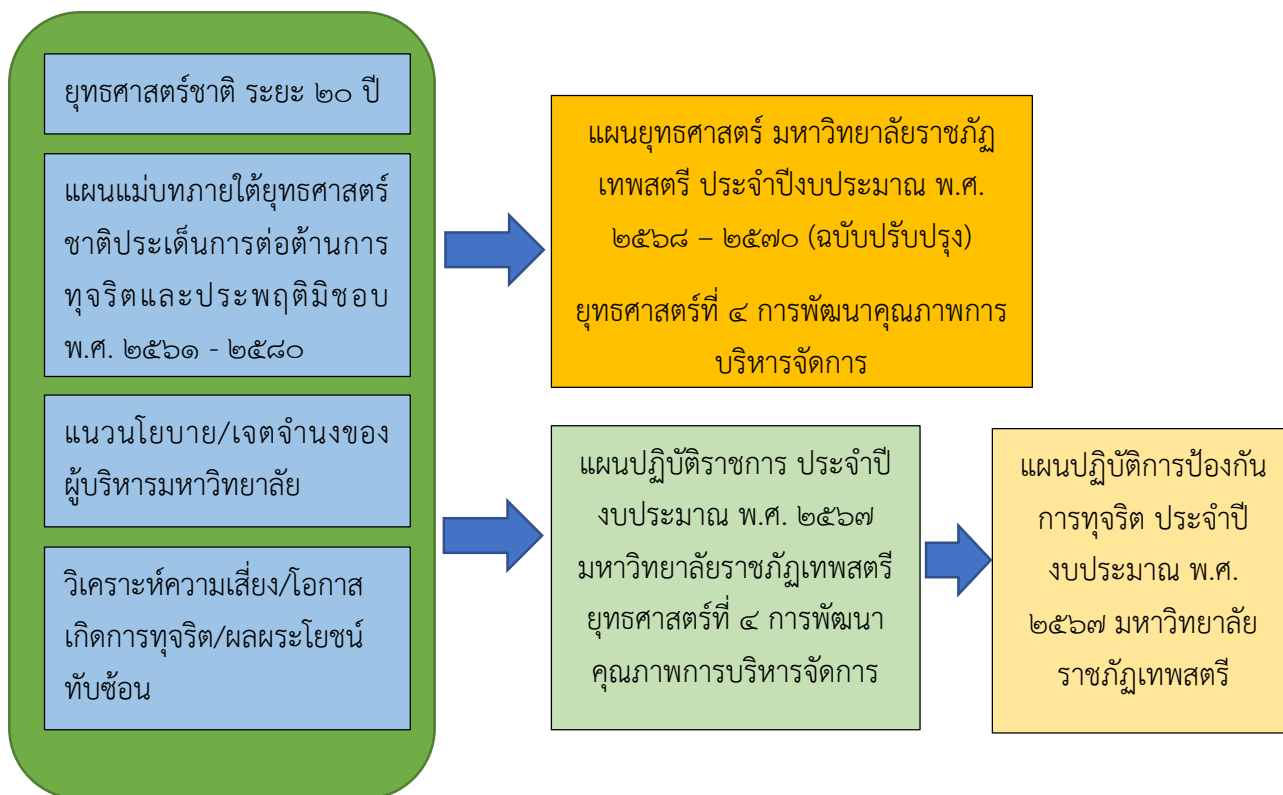 ยุทธศาสตร์ชาติ ระยะ ๒๐ ปี
แผนแม่บทภายใต้ยุทธศาสตร์
ชาติประเด็นการต่อต้านการ
ทุจริตและประพฤติมิชอบ
พ.ศ. ๒๕๖๑ - ๒๕๘๐
แนวนโยบาย/เจตจำนงของ
ผู้บริหารมหาวิทยาลัย
วิเคราะห์ความเสี่ยง/โอกาส
เกิดการทุจริต/ผลผระโยชน์
ทับซ้อน
แผนยุทธศาสตร์ มหาวิทยาลัยราชภัฏ
เทพสตรี ประจำปีงบประมาณ พ.ศ.
๒๕๖๘ – ๒๕๗๐ (ฉบับปรับปรุง)
ยุทธศาสตร์ที่ ๔ การพัฒนาคุณภาพการ
บริหารจัดการ
แผนปฏิบัติราชการ ประจำปี
งบประมาณ พ.ศ. ๒๕๖๗
มหาวิทยาลัยราชภัฏเทพสตรี
ยุทธศาสตร์ที่ ๔ การพัฒนา
คุณภาพการบริหารจัดการ
แผนปฏิบัติการป้องกัน
การทุจริต ประจำปี
งบประมาณ พ.ศ.
๒๕๖๗ มหาวิทยาลัย
ราชภัฏเทพสตรี